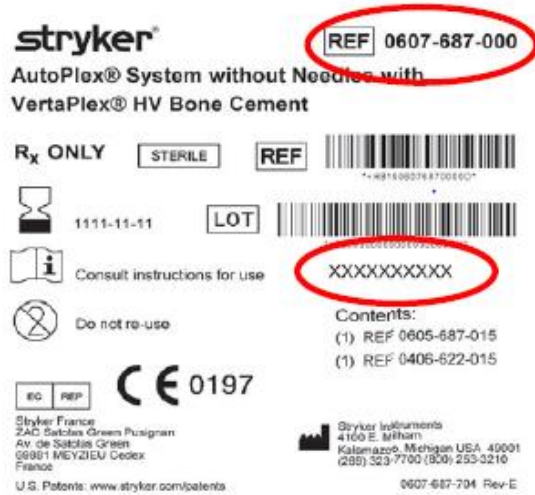 stryker®
REF 0607-687-000
AutoPlex® System without Needles with
VertaPlex® HV Bone Cement
Rx ONLY STERILE REF
1111-11-11 LOT
i Consult instructions for use
XXXXXXXXXX
2 Do not re-use
Contents:
(1) REF 0605-687-015
(1) REF 0406-622-015
EC REP
CE 0197
Stryker France
ZAC Satolas Green Pusignan
Av. de Satolas Green
69881 MEYZIEU Cedex
France
Stryker Instruments
4100 E. Milham
Kalamazoo, Michigan USA 49001
(269) 323-7700 (800) 253-3210
U.S. Patents: www.stryker.com/patents
0607-687-704 Rev-E